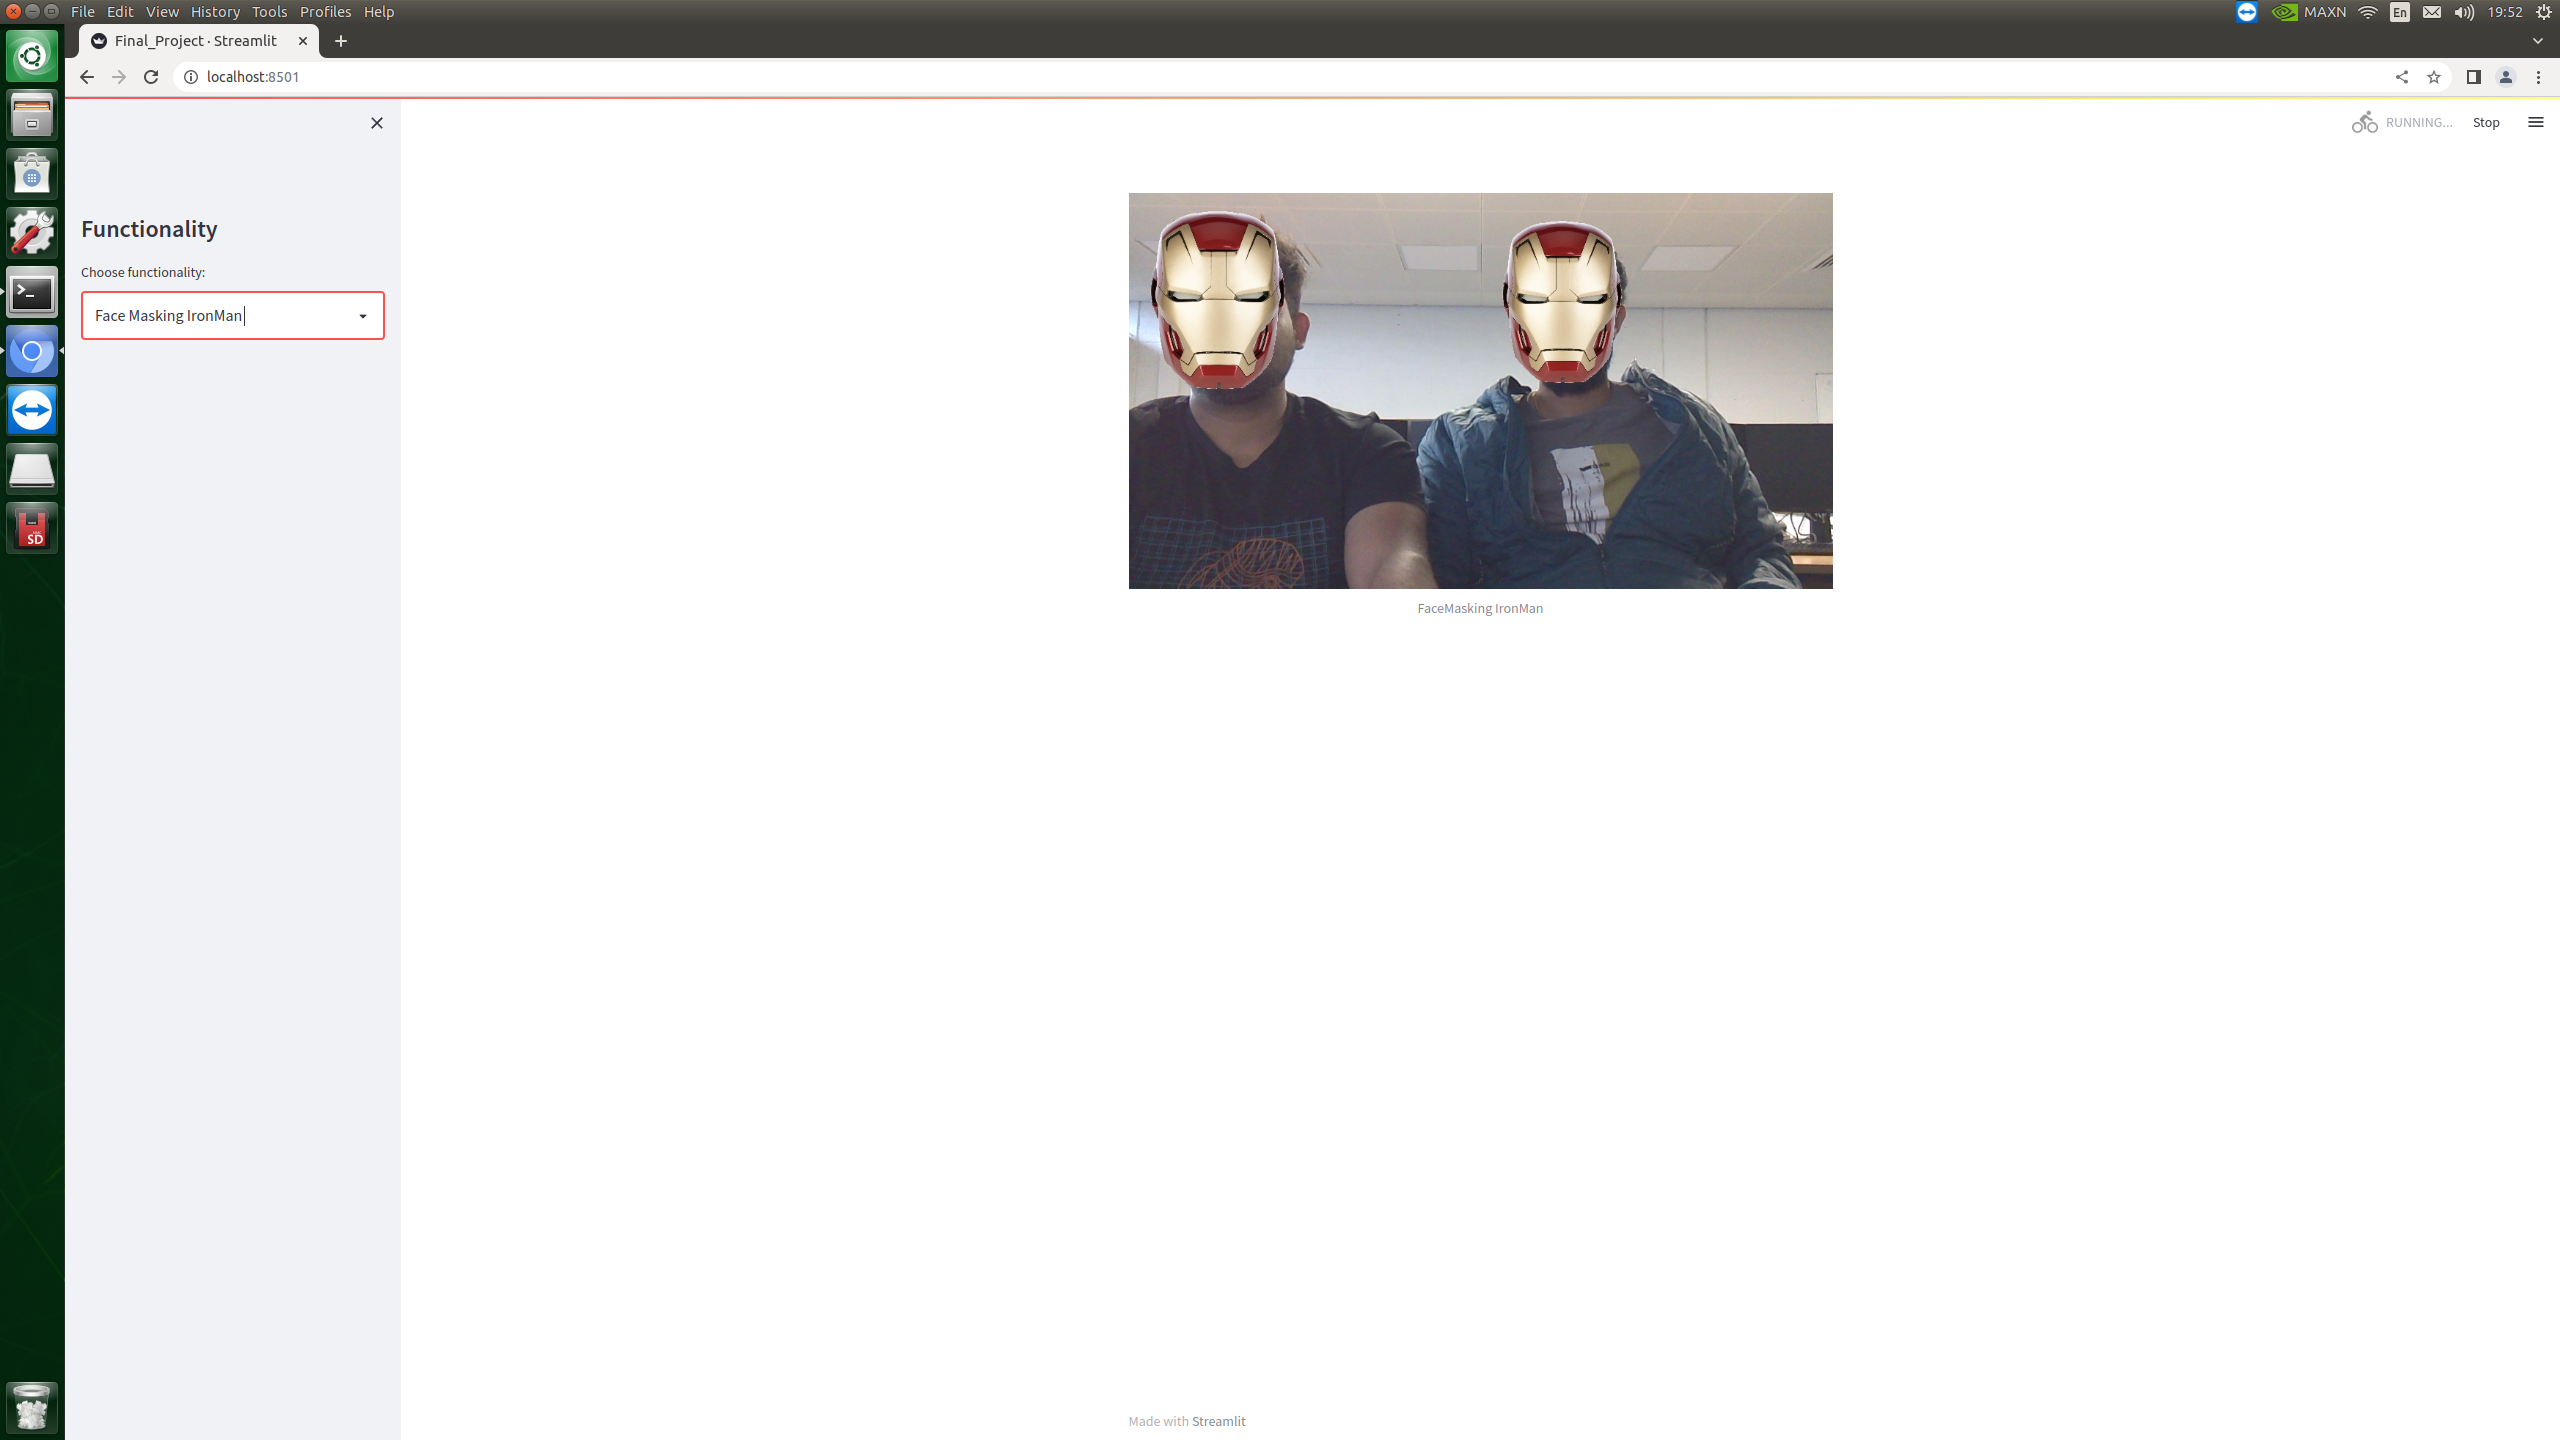 File Edit View History Tools Profiles Help
MAXN En 19:52
Final_Project · Streamlit
localhost:8501
RUNNING... Stop
Functionality
Choose functionality:
Face Masking IronMan
SD
FaceMasking IronMan
Made with Streamlit